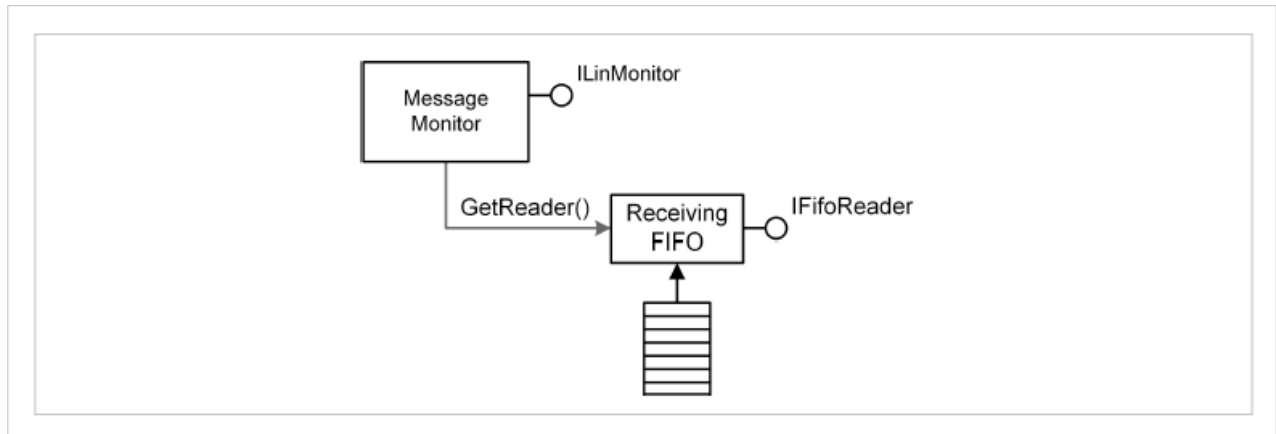 ILinMonitor
Message
Monitor
GetReader()
Receiving
FIFO
IFifoReader